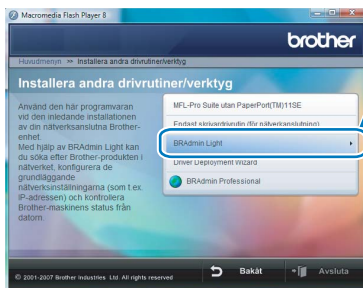 Macromedia Flash Player 8
brother
Huvudmenyn >> Installera andra drivrutiner/verktyg
Installera andra drivrutiner/verktyg
Använd den här programvaran
vid den inledande installationen
av din nätverksanslutna Brother-
enhet.
Med hjälp av BRAdmin Light kan
du söka efter Brother-produkten i
nätverket, konfigurera de
grundläggande
nätverksinställningarna (som t.ex.
IP-adressen) och kontrollera
Brother-maskinens status från
datorn.
MFL-Pro Suite utan PaperPort(TM)11SE
Endast skrivardrivrutin (för nätverkanslutning)
BRAdmin Light
Driver Deployment Wizard
BRAdmin Professional
© 2001-2007 Brother Industries Ltd. All rights reserved
Bakåt
Avsluta